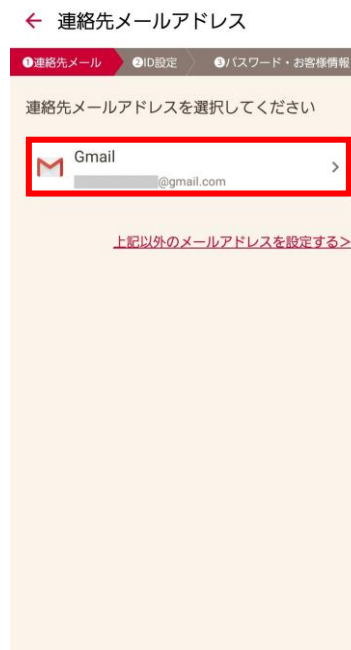 ← 連絡先メールアドレス
❶連絡先メール ❷ID設定 ❸パスワード・お客様情報
連絡先メールアドレスを選択してください
Gmail
@gmail.com
上記以外のメールアドレスを設定する>